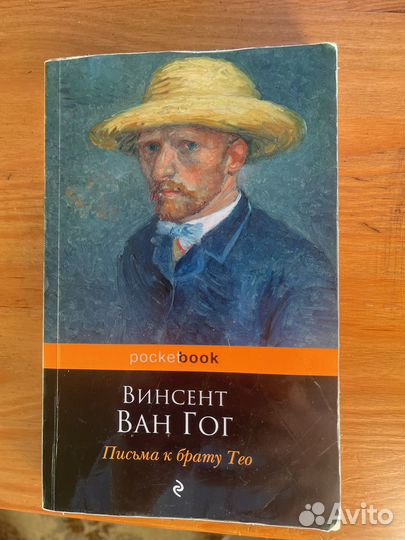 pocketbook
Винсент
Ван Гог
Письма к брату Тео
Avito